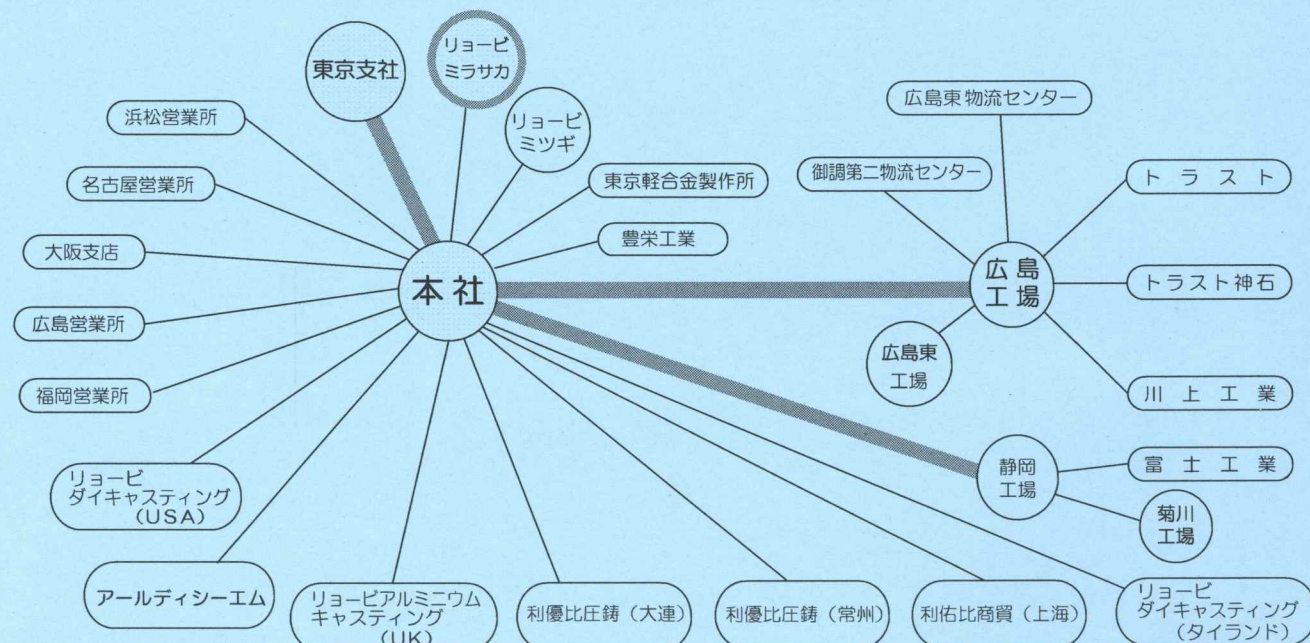 東京支社
リョービ
ミラサカ
リョービ
ミツギ
浜松営業所
名古屋営業所
大阪支店
広島営業所
福岡営業所
東京軽合金製作所
豊栄工業
本社
広島東物流センター
御調第二物流センター
トラスト
トラスト神石
川上工業
広島
工場
広島東
工場
静岡
工場
富士工業
菊川
工場
リョービ
ダイキャスティング
(USA)
アールディシーエム
リョービアルミニウム
キャスティング
(UK)
利優比圧鋳(大連)
利優比圧鋳(常州)
利佑比商貿(上海)
リョービ
ダイキャスティング
(タイランド)